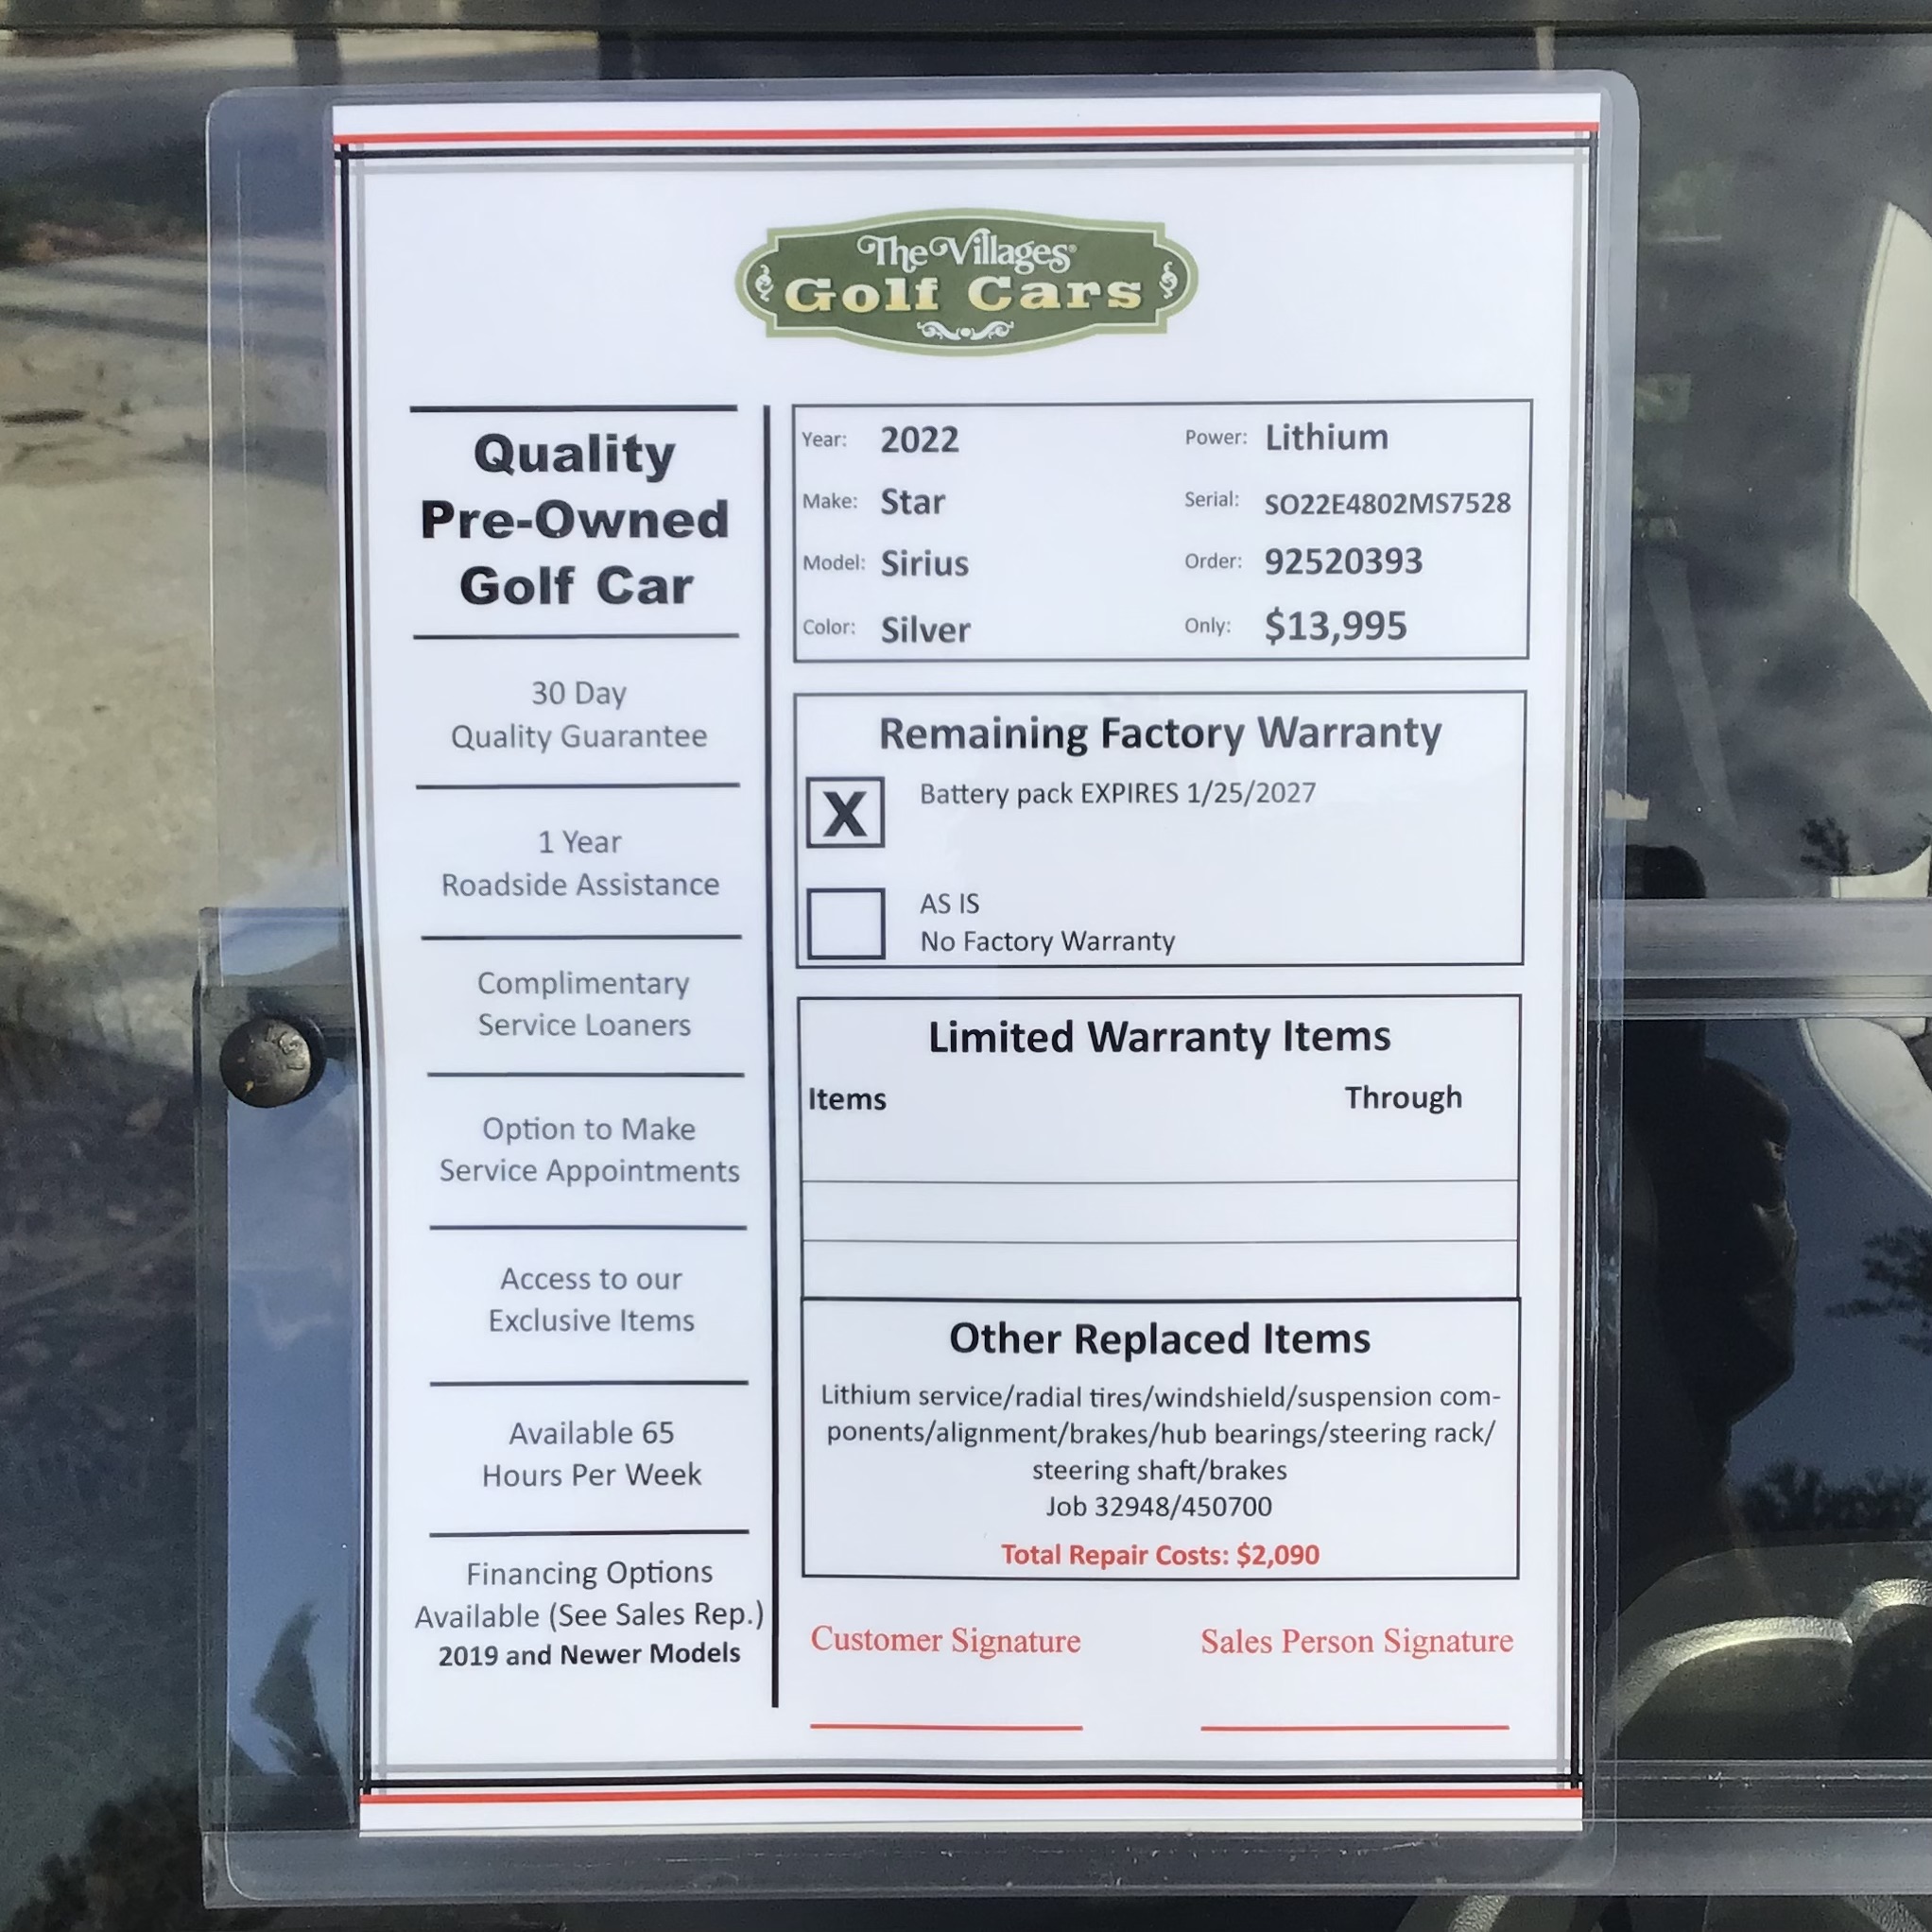 The Villages®
Golf Cars
Quality
Pre-Owned
Golf Car
30 Day
Quality Guarantee
1 Year
Roadside Assistance
Complimentary
Service Loaners
Option to Make
Service Appointments
Access to our
Exclusive Items
Available 65
Hours Per Week
Financing Options
Available (See Sales Rep.)
2019 and Newer Models
Year: 2022 Power: Lithium
Make: Star Serial: SO22E4802MS7528
Model: Sirius Order: 92520393
Color: Silver Only: $13,995
Remaining Factory Warranty
X Battery pack EXPIRES 1/25/2027
AS IS
No Factory Warranty
Limited Warranty Items
Items Through
Other Replaced Items
Lithium service/radial tires/windshield/suspension com-
ponents/alignment/brakes/hub bearings/steering rack/
steering shaft/brakes
Job 32948/450700
Total Repair Costs: $2,090
Customer Signature Sales Person Signature